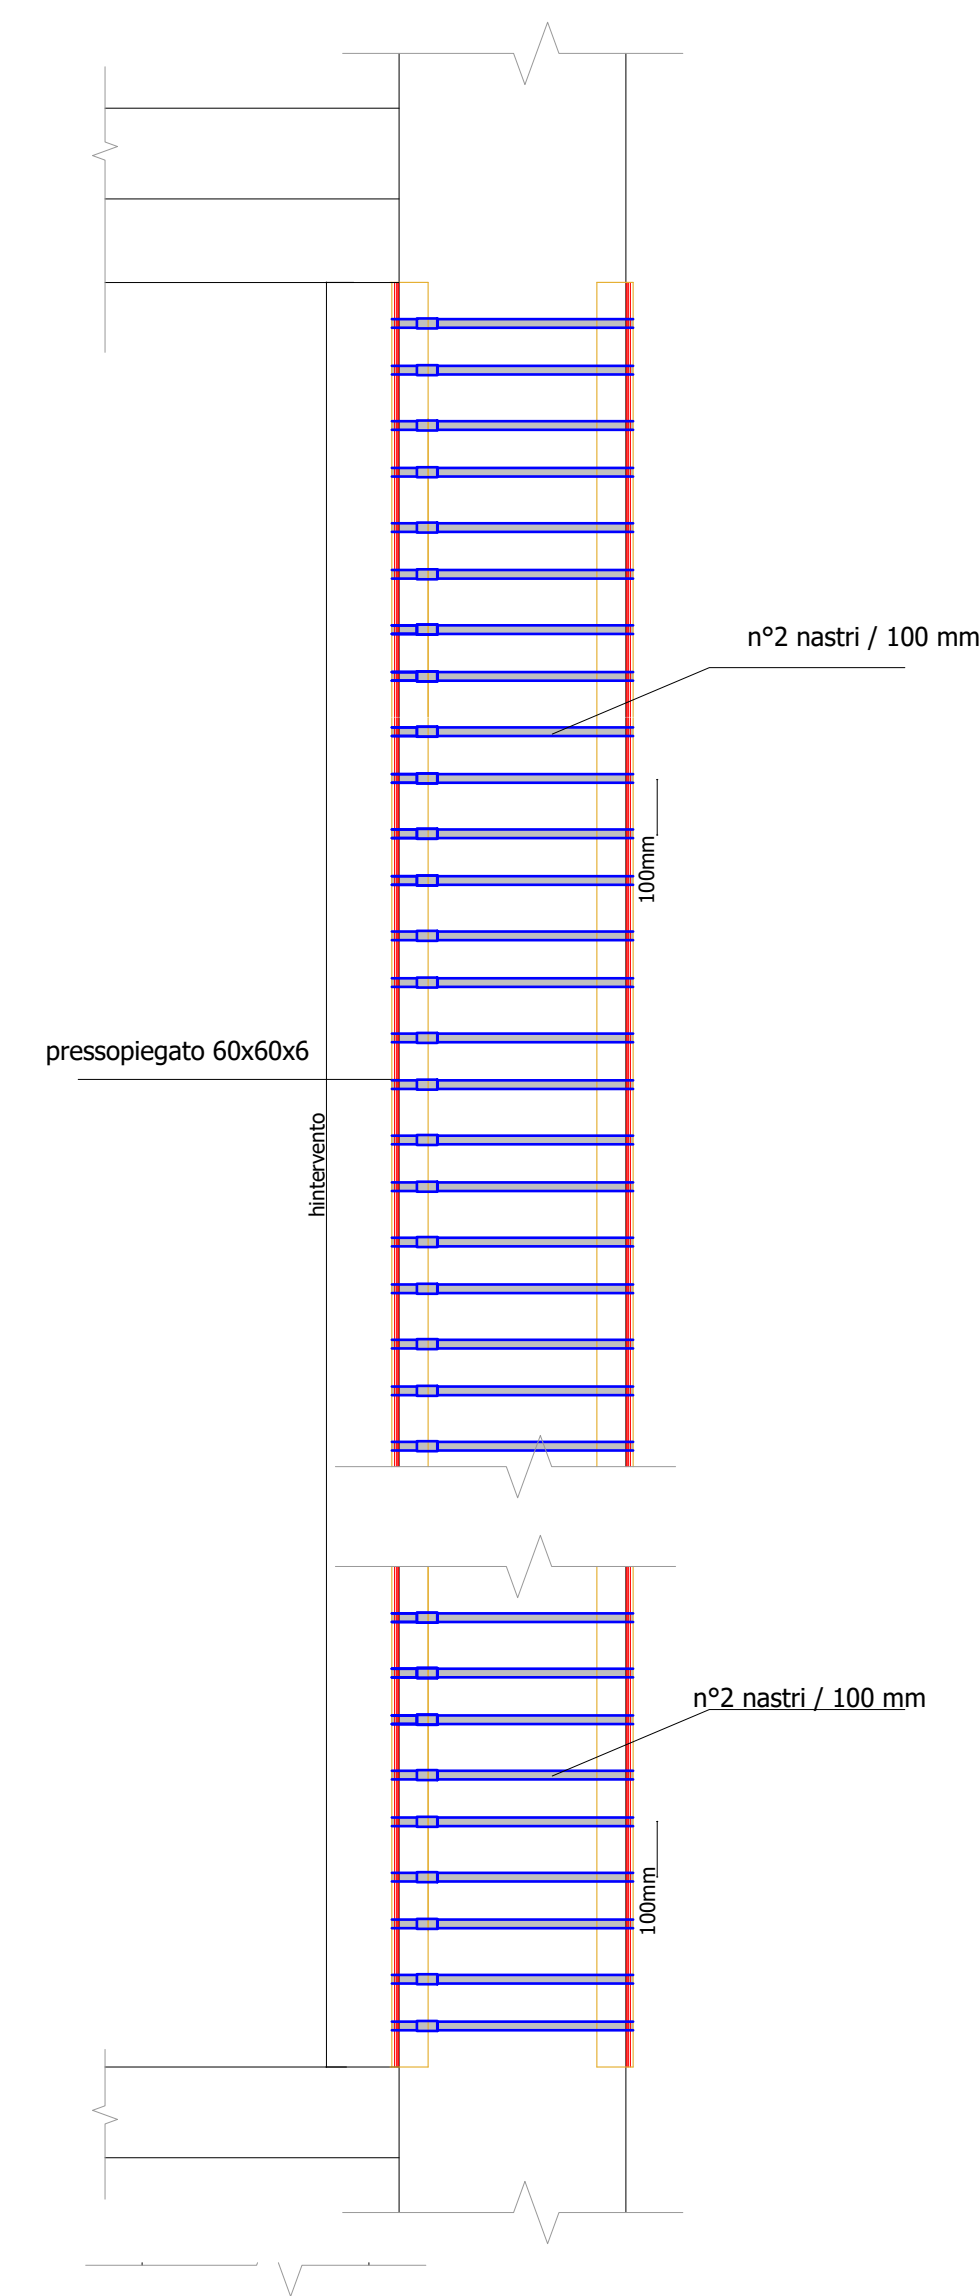 n°2 nastri / 100 mm
100mm
pressopiegato 60x60x6
hintervento
n°2 nastri / 100 mm
100mm